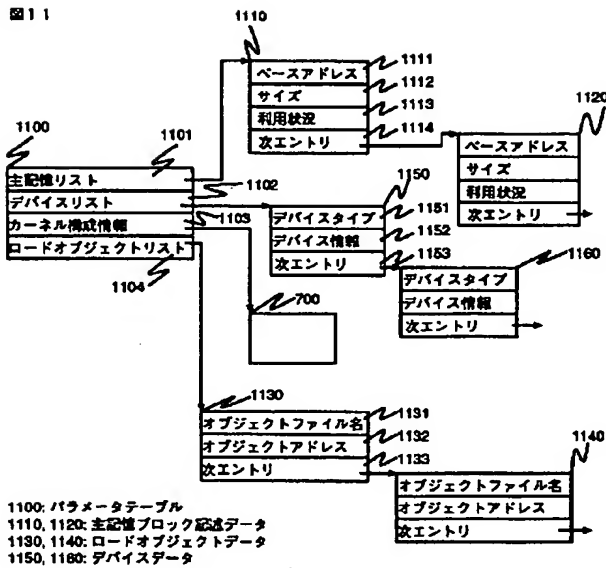 図11
1110
ベースアドレス
1111
サイズ
1112
利用状況
1113
次エントリ
1114
1120
ベースアドレス
サイズ
利用状況
次エントリ
1100
1101
主記憶リスト
1102
デバイスリスト
1103
カーネル構成情報
ロードオブジェクトリスト
1104
1150
デバイスタイプ
1151
デバイス情報
1152
次エントリ
1153
1160
デバイスタイプ
デバイス情報
次エントリ
700
1130
オブジェクトファイル名
1131
オブジェクトアドレス
1132
次エントリ
1133
1140
オブジェクトファイル名
オブジェクトアドレス
次エントリ
1100: パラメータテーブル
1110, 1120: 主記憶ブロック記述データ
1130, 1140: ロードオブジェクトデータ
1150, 1160: デバイスデータ